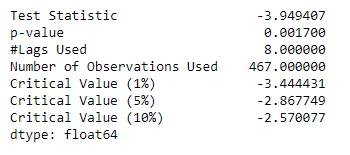 Test Statistic -3.949407
p-value 0.001700
#Lags Used 8.000000
Number of Observations Used 467.000000
Critical Value (1%) -3.444431
Critical Value (5%) -2.867749
Critical Value (10%) -2.570077
dtype: float64